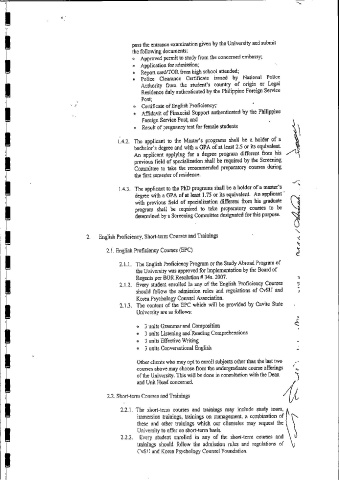 pass the entrance examination given by the University and submit
the following documents;
Approved permit to study from the concerned embassy;
Application for admission;
Report card/TOR from high school attended;
Police Clearance Certificate issued by National Police
Authority from the student's country of origin or Legal
Residence duly authenticated by the Philippine Foreign Service
Post;
Certificate of English Proficiency;
Affidavit of Financial Support authenticated by the Philippine
Foreign Service Post; and
Result of pregnancy test for female students
1.4.2. The applicant to the Master's programs shall be a holder of a
bachelor's degree and with a GPA of at least 2.5 or its equivalent.
An applicant applying for a degree program different from his
previous field of specialization shall be required by the Screening
Committee to take the recommended preparatory courses during
the first semester of residence.
1.4.3. The applicant to the PhD programs shall be a holder of a master's
degree with a GPA of at least 1.75 or its equivalent. An applicant
with previous field of specialization different from his graduate
program shall be required to take preparatory courses to be
determined by a Screening Committee designated for this purpose.
2. English Proficiency, Short-term Courses and Trainings
2.1. English Proficiency Courses (EPC)
2.1.1. The English Proficiency Program or the Study Abroad Program of
the University was approved for implementation by the Board of
Regents per BOR Resolution # 34s. 2007.
2.1.2. Every student enrolled in any of the English Proficiency Courses
should follow the admission rules and regulations of CvSU and
Korea Psychology Counsel Association.
2.1.3. The content of the EPC which will be provided by Cavite State
University are as follows:
3 units Grammar and Composition
3 units Listening and Reading Comprehensions
3 units Effective Writing
3 units Conversational English
Other clients who may opt to enroll subjects other than the last two
courses above may choose from the undergraduate course offerings
of the University. This will be done in consultation with the Dean
and Unit Head concerned.
2.2. Short-term Courses and Trainings
2.2.1. The short-term courses and trainings may include study tours,
immersion trainings, trainings on management, a combination of
these and other trainings which our clienteles may request the
University to offer on short-term basis.
2.2.2. Every student enrolled in any of the short-term courses and
trainings should follow the admission rules and regulations of
CvSU and Korea Psychology Counsel Foundation.